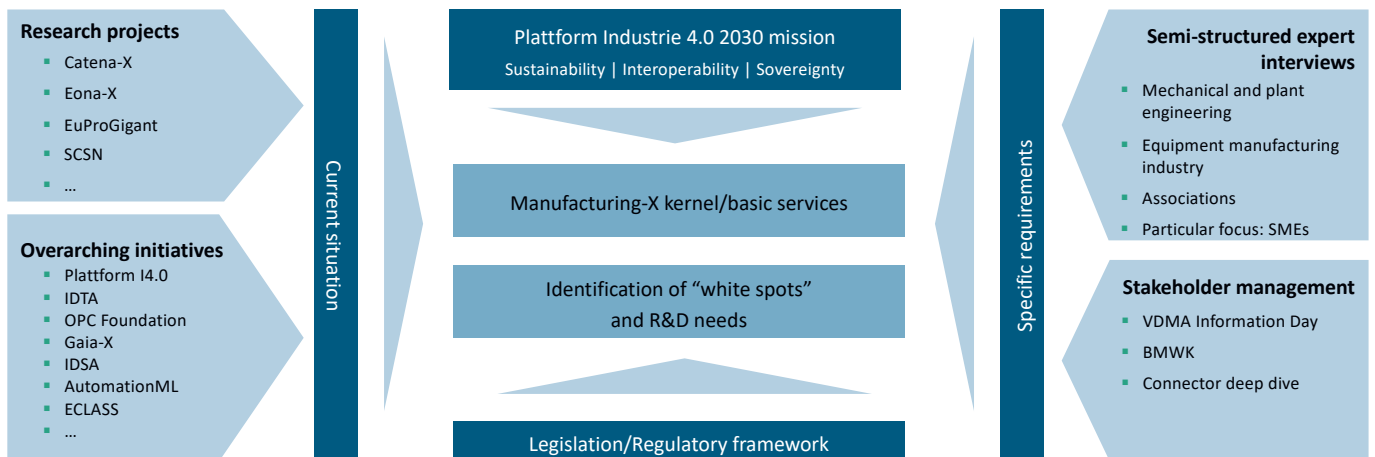 Research projects
Catena-X
Eona-X
EuProGigant
SCSN
...
Overarching initiatives
Plattform I4.0
IDTA
OPC Foundation
Gaia-X
IDSA
AutomationML
ECLASS
...
Current situation
Plattform Industrie 4.0 2030 mission
Sustainability | Interoperability | Sovereignty
Manufacturing-X kernel/basic services
Identification of “white spots”
and R&D needs
Legislation/Regulatory framework
Specific requirements
Semi-structured expert
interviews
Mechanical and plant
engineering
Equipment manufacturing
industry
Associations
Particular focus: SMEs
Stakeholder management
VDMA Information Day
BMWK
Connector deep dive